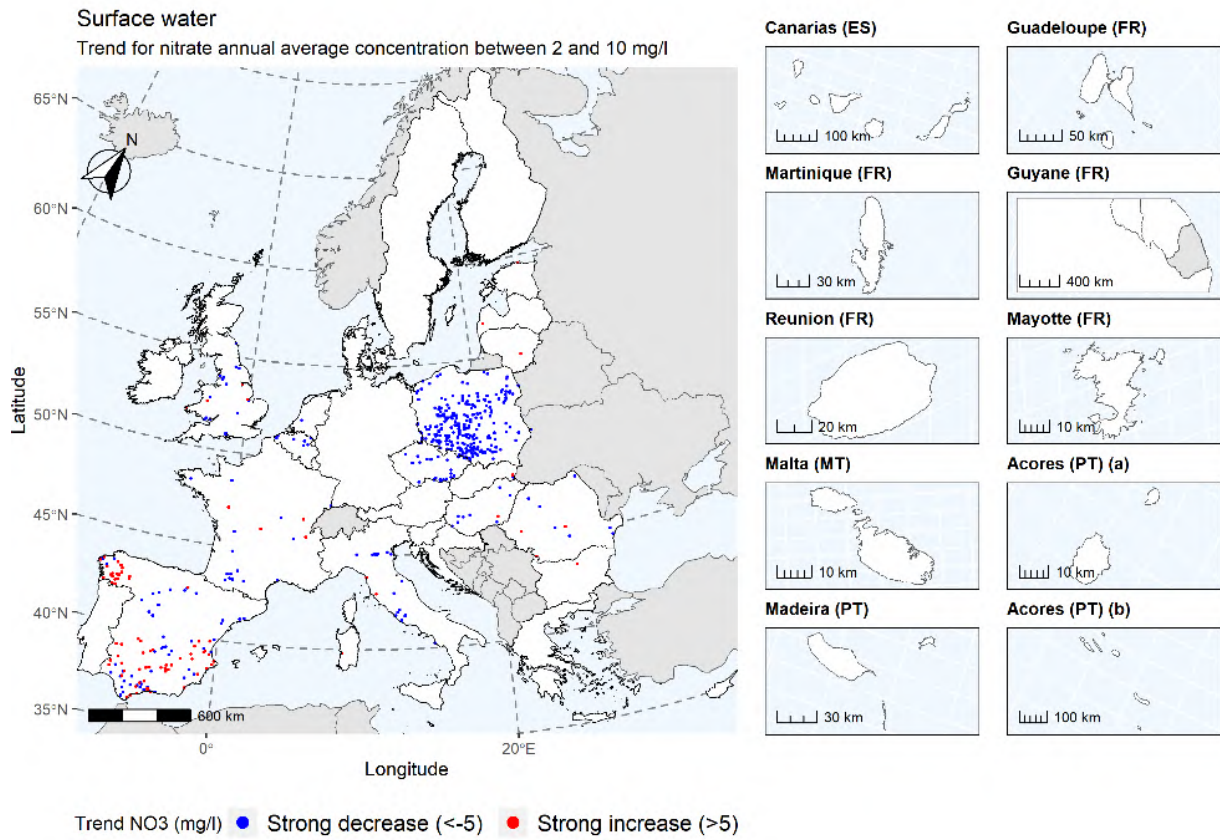 Surface water
Trend for nitrate annual average concentration between 2 and 10 mg/l
65°N
60°N
55°N
50°N
45°N
40°N
35°N
Latitude
N
600 km
0°
20°E
Longitude
Canarias (ES)
100 km
Guadeloupe (FR)
50 km
Martinique (FR)
30 km
Guyane (FR)
400 km
Reunion (FR)
20 km
Mayotte (FR)
10 km
Malta (MT)
10 km
Acores (PT) (a)
10 km
Madeira (PT)
30 km
Acores (PT) (b)
100 km
Trend NO3 (mg/l) Strong decrease (<-5) Strong increase (>5)